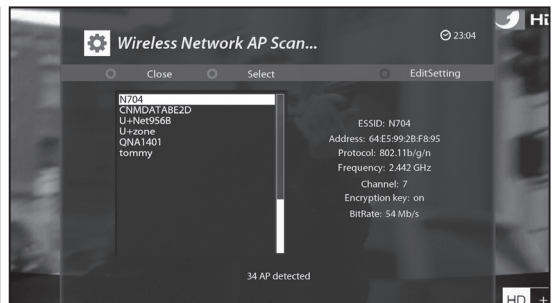 Hi
Wireless Network AP Scan...
23:04
Close
Select
EditSetting
N704
CNMDATABE2D
U+Net956B
U+zone
QNA1401
tommy
ESSID: N704
Address: 64:E5:99:2B:F8:95
Protocol: 802.11b/g/n
Frequency: 2.442 GHz
Channel: 7
Encryption key: on
BitRate: 54 Mb/s
34 AP detected
HD +